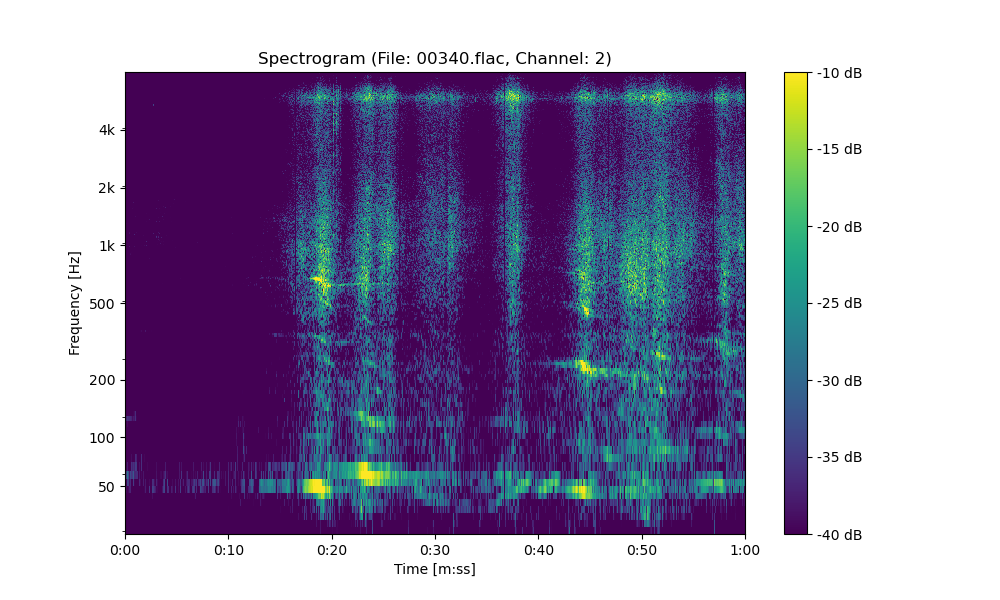 Spectrogram (File: 00340.flac, Channel: 2)
Frequency [Hz]
4k
2k
1k
500
200
100
50
0:00 0:10 0:20 0:30 0:40 0:50 1:00
Time [m:ss]
-10 dB
-15 dB
-20 dB
-25 dB
-30 dB
-35 dB
-40 dB